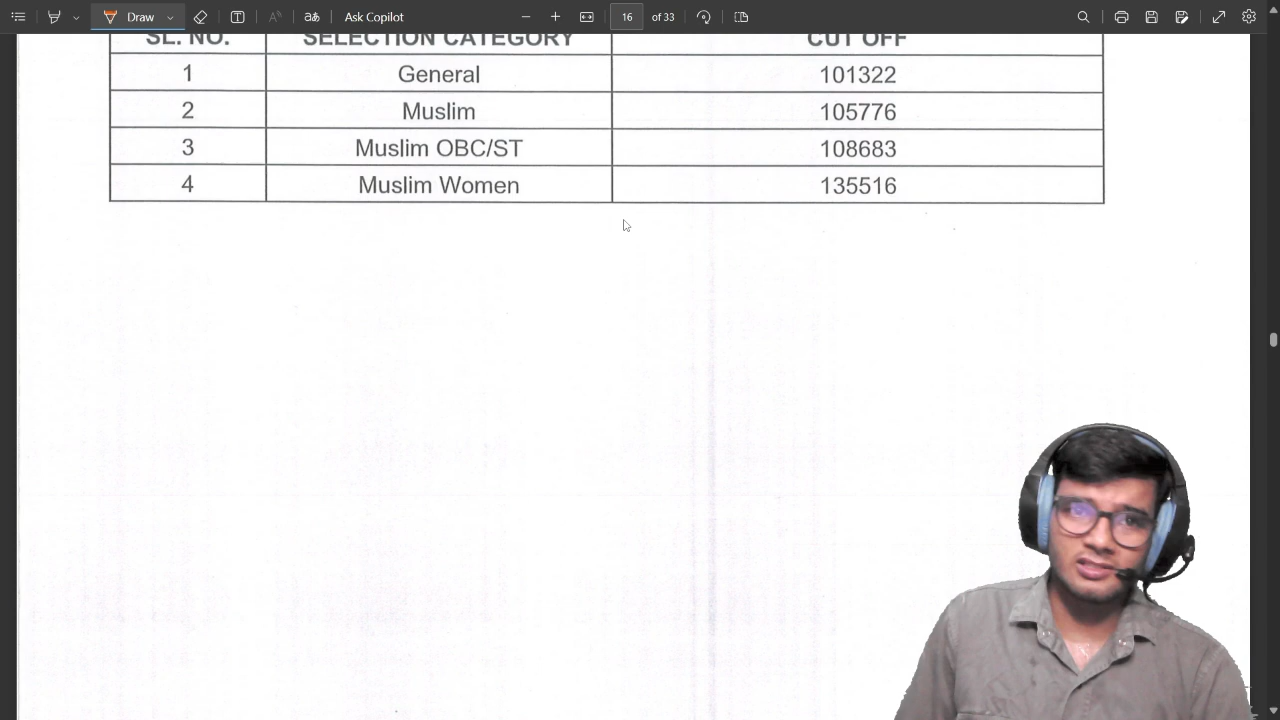 Draw
Ask Copilot
16 of 33
SL. NO. SELECTION CATEGORY CUT OFF
1 General 101322
2 Muslim 105776
3 Muslim OBC/ST 108683
4 Muslim Women 135516